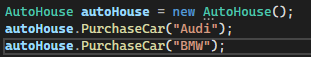 AutoHouse autoHouse = new AutoHouse();
autoHouse.PurchaseCar("Audi");
autoHouse.PurchaseCar("BMW");